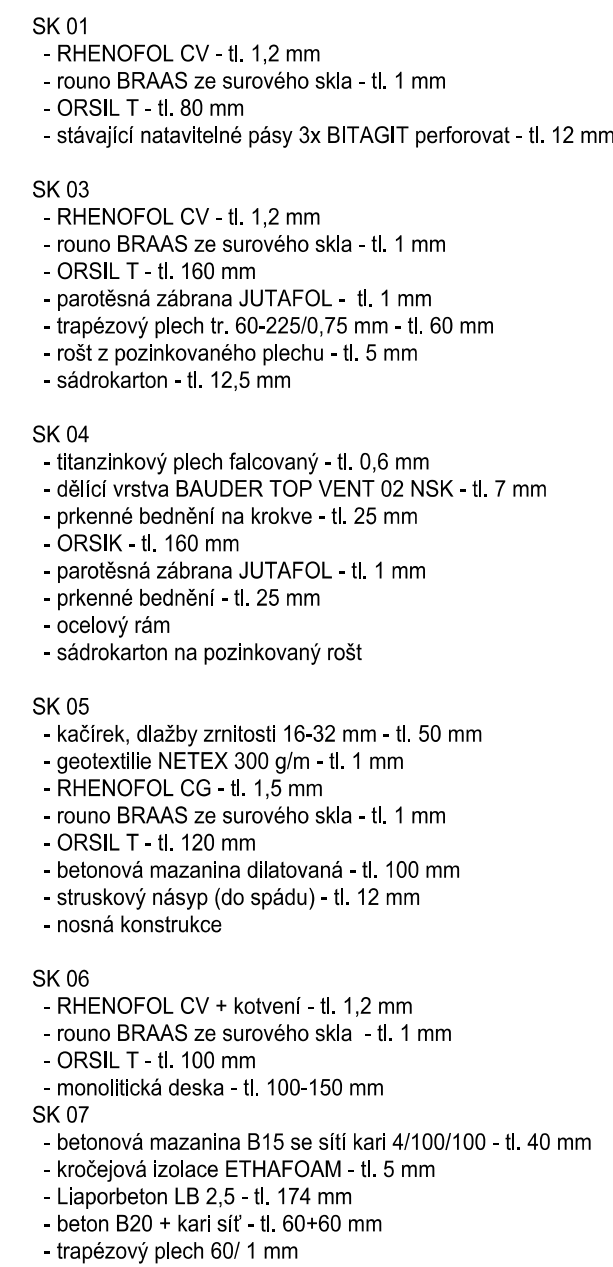 SK 01
- RHENOFOL CV - tl. 1,2 mm
- rouno BRAAS ze surového skla - tl. 1 mm
- ORSIL T - tl. 80 mm
- stávající natavitelné pásy 3x BITAGIT perforovat - tl. 12 mm
SK 03
- RHENOFOL CV - tl. 1,2 mm
- rouno BRAAS ze surového skla - tl. 1 mm
- ORSIL T - tl. 160 mm
- parotěsná zábrana JUTAFOL - tl. 1 mm
- trapézový plech tr. 60-225/0,75 mm - tl. 60 mm
- rošt z pozinkovaného plechu - tl. 5 mm
- sádrokarton - tl. 12,5 mm
SK 04
- titanzinkový plech falcovaný - tl. 0,6 mm
- dělící vrstva BAUDER TOP VENT 02 NSK - tl. 7 mm
- prkenné bednění na krokve - tl. 25 mm
- ORSIK - tl. 160 mm
- parotěsná zábrana JUTAFOL - tl. 1 mm
- prkenné bednění - tl. 25 mm
- ocelový rám
- sádrokarton na pozinkovaný rošt
SK 05
- kačírek, dlažby zrnitosti 16-32 mm - tl. 50 mm
- geotextilie NETEX 300 g/m - tl. 1 mm
- RHENOFOL CG - tl. 1,5 mm
- rouno BRAAS ze surového skla - tl. 1 mm
- ORSIL T - tl. 120 mm
- betonová mazanina dilatovaná - tl. 100 mm
- struskový násyp (do spádu) - tl. 12 mm
- nosná konstrukce
SK 06
- RHENOFOL CV + kotvení - tl. 1,2 mm
- rouno BRAAS ze surového skla - tl. 1 mm
- ORSIL T - tl. 100 mm
- monolitická deska - tl. 100-150 mm
SK 07
- betonová mazanina B15 se sítí kari 4/100/100 - tl. 40 mm
- kročejová izolace ETHAFOAM - tl. 5 mm
- Liaporbeton LB 2,5 - tl. 174 mm
- beton B20 + kari síť - tl. 60+60 mm
- trapézový plech 60/ 1 mm